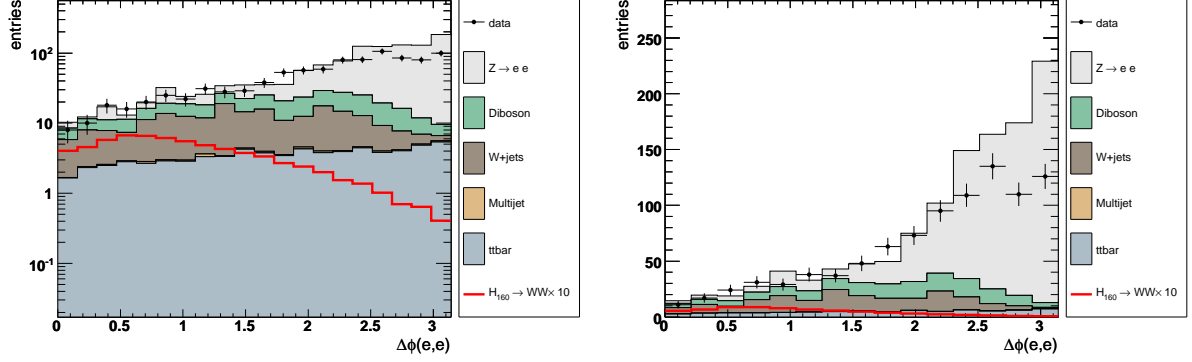 entries
10²
10
1
10⁻¹
0 0.5 1 1.5 2 2.5 3
Δϕ(e,e)
data
Z → e e
Diboson
W+jets
Multijet
ttbar
H₁₆₀ → WW× 10
entries
250
200
150
100
50
0
0 0.5 1 1.5 2 2.5 3
Δϕ(e,e)
data
Z → e e
Diboson
W+jets
Multijet
ttbar
H₁₆₀ → WW× 10